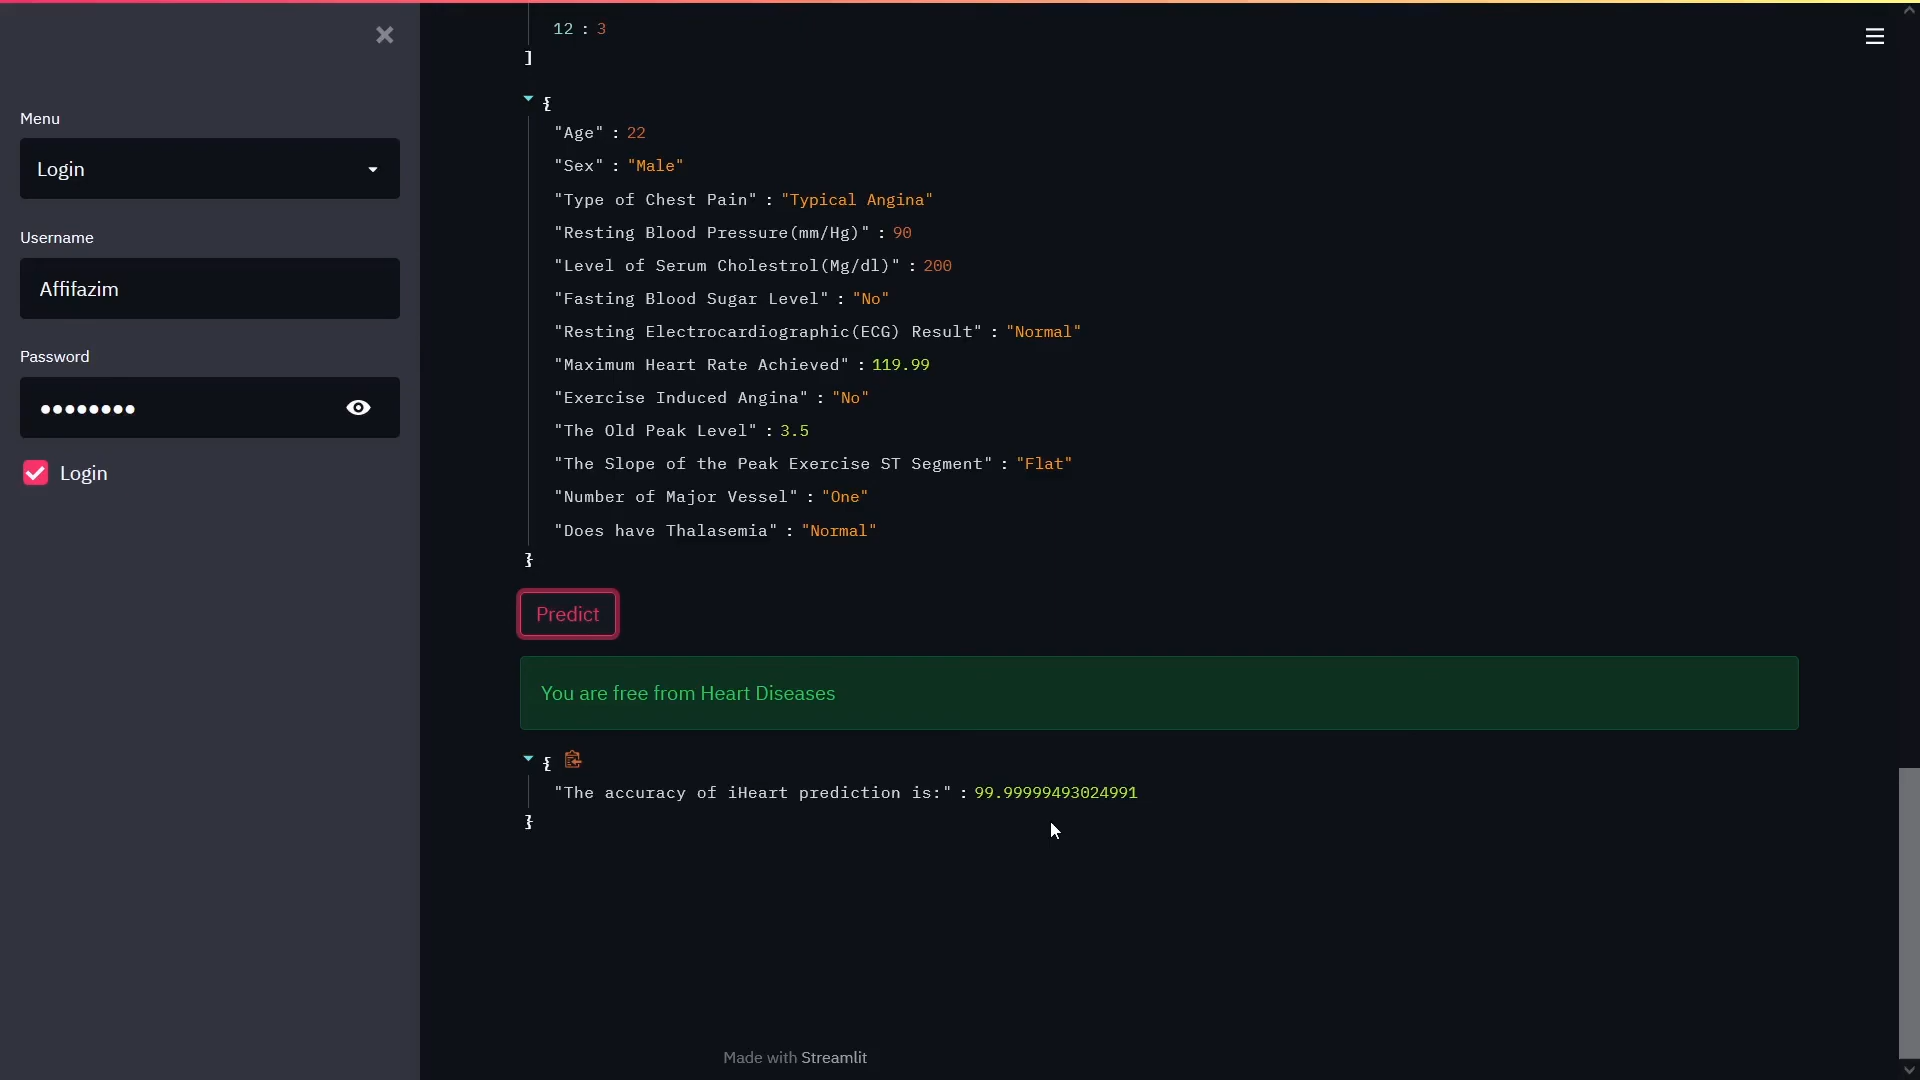 Menu
Login
Username
Affifazim
Password
●●●●●●●●
Login
12 : 3
]
{
"Age" : 22
"Sex" : "Male"
"Type of Chest Pain" : "Typical Angina"
"Resting Blood Pressure(mm/Hg)" : 90
"Level of Serum Cholestrol(Mg/dl)" : 200
"Fasting Blood Sugar Level" : "No"
"Resting Electrocardiographic(ECG) Result" : "Normal"
"Maximum Heart Rate Achieved" : 119.99
"Exercise Induced Angina" : "No"
"The Old Peak Level" : 3.5
"The Slope of the Peak Exercise ST Segment" : "Flat"
"Number of Major Vessel" : "One"
"Does have Thalasemia" : "Normal"
}
Predict
You are free from Heart Diseases
{
"The accuracy of iHeart prediction is:" : 99.99999493024991
}
Made with Streamlit